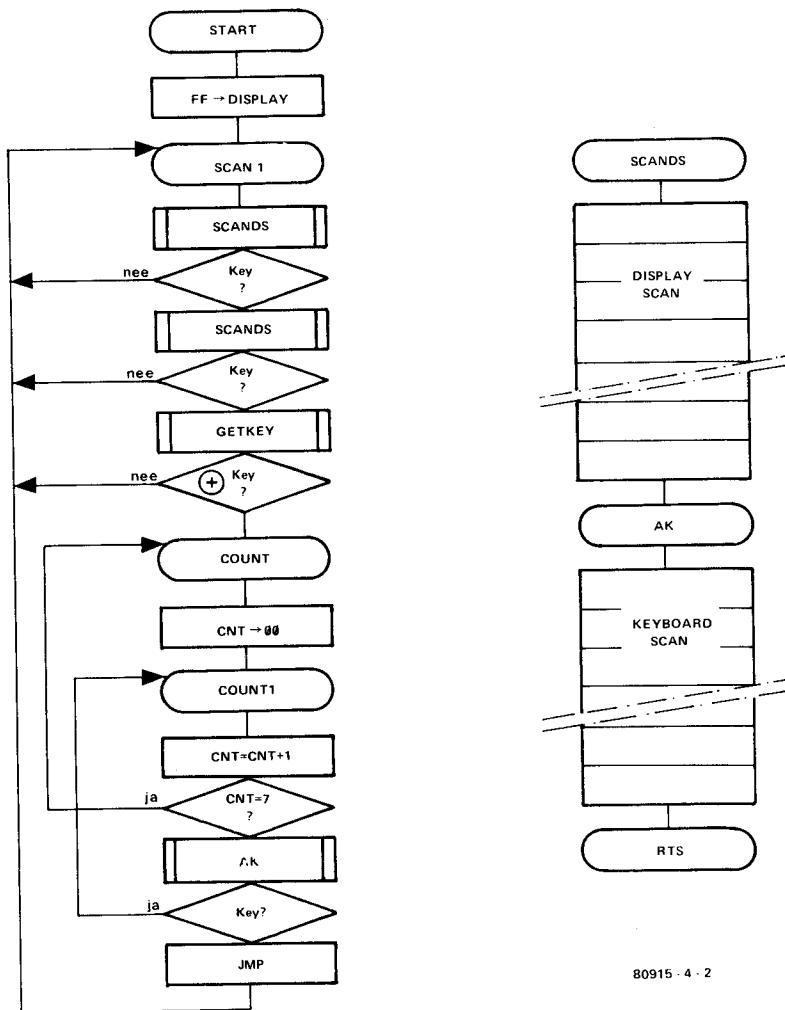 START
FF → DISPLAY
SCAN 1
SCANDS
nee
Key
?
SCANDS
nee
Key
?
GETKEY
nee
+ Key
?
COUNT
CNT → 00
COUNT1
CNT=CNT+1
ja
CNT=7
?
AK
ja
Key?
JMP
SCANDS
DISPLAY
SCAN
AK
KEYBOARD
SCAN
RTS
80915 - 4 - 2